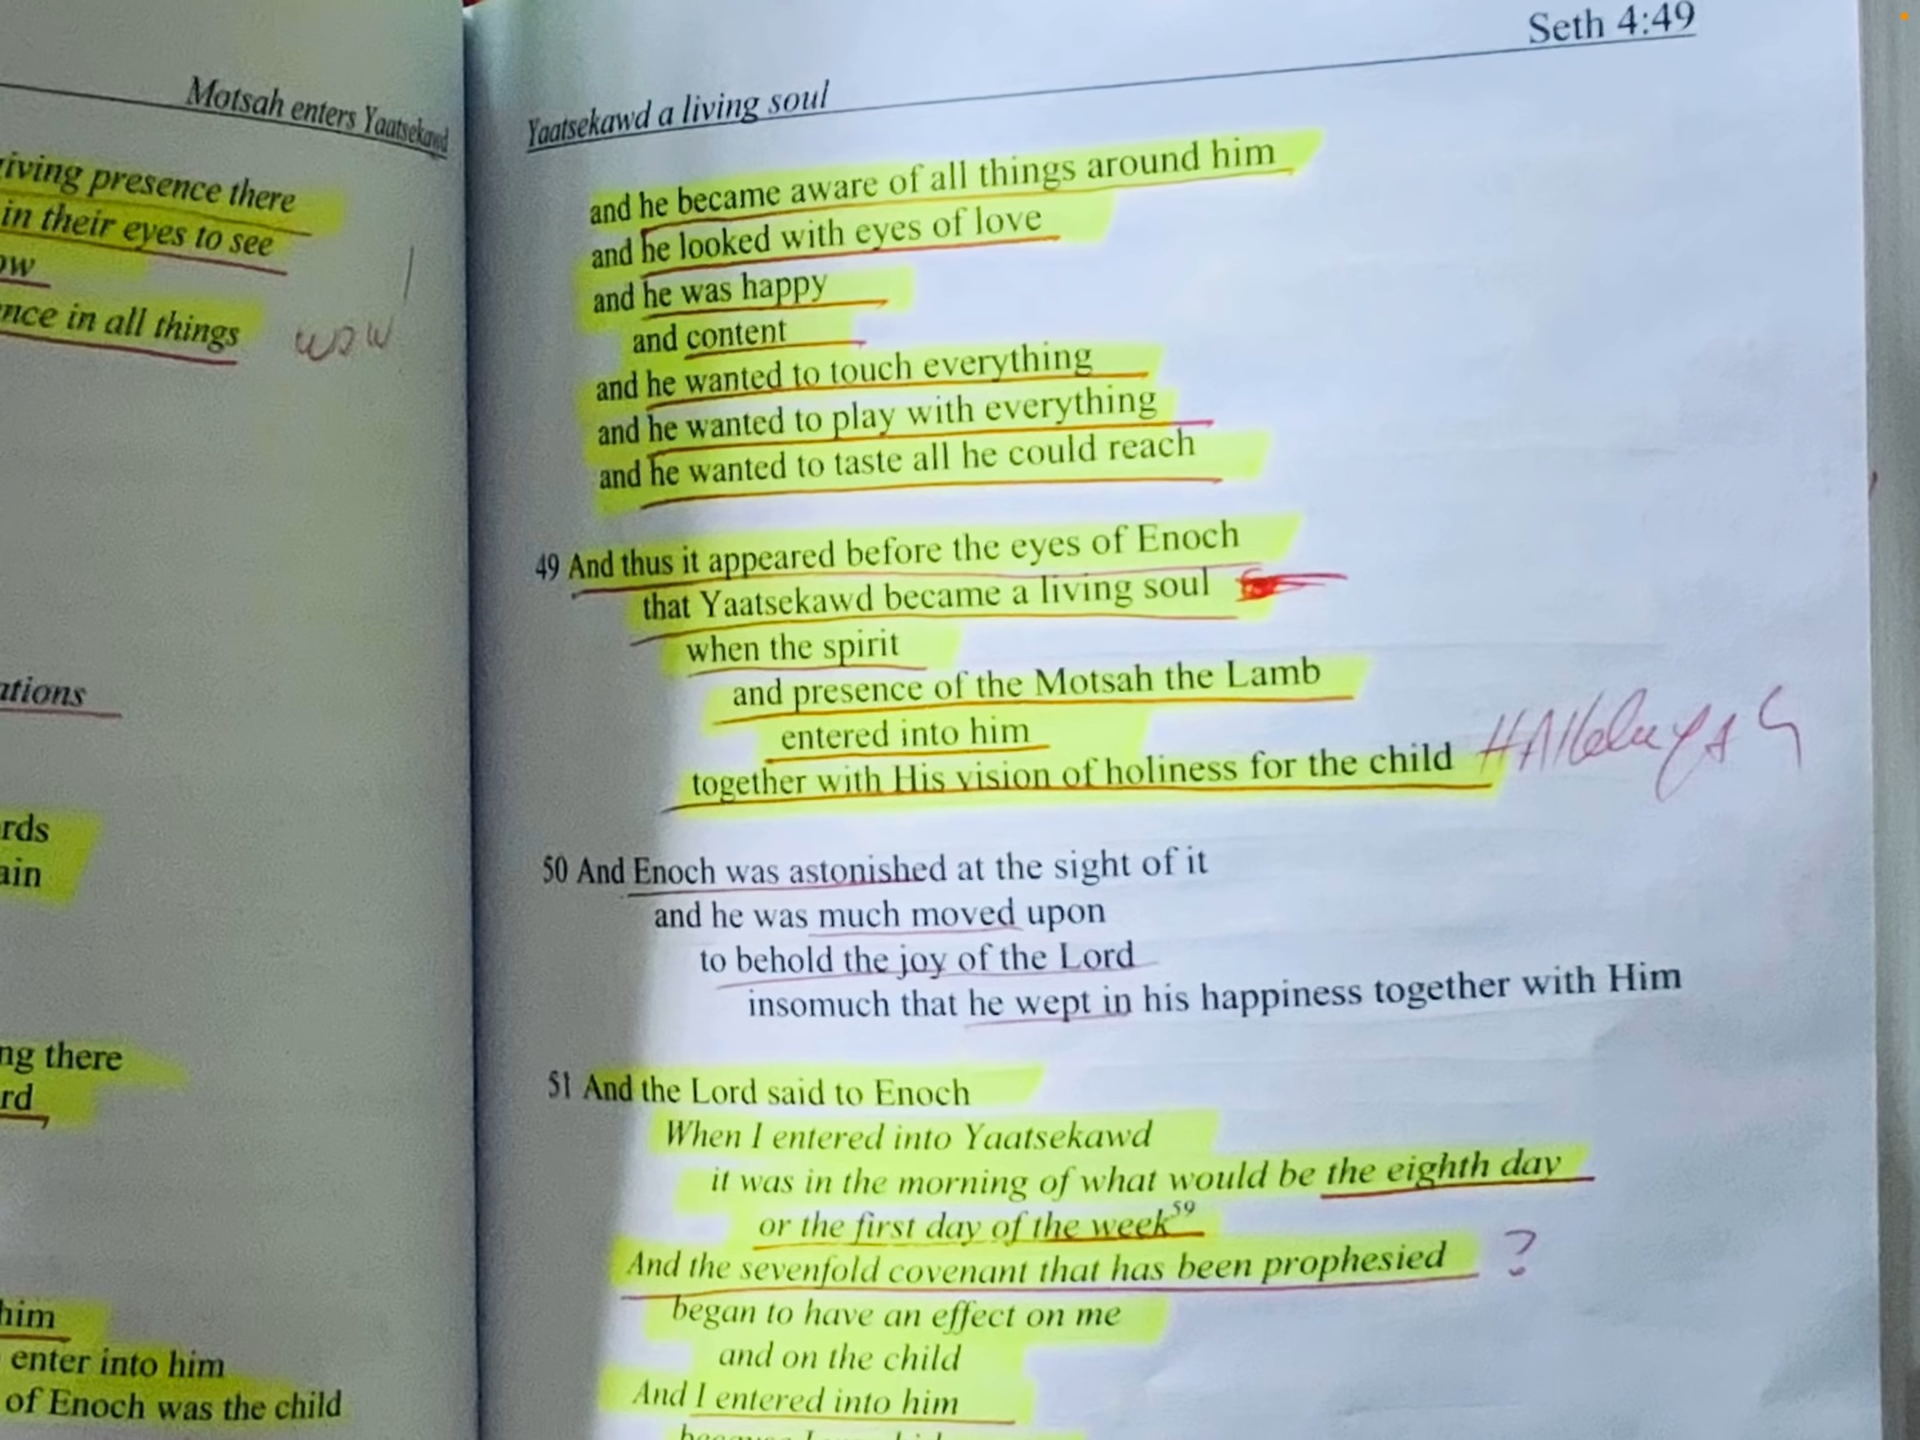 Motsah enters Yaatsekawd
giving presence there
in their eyes to see
ow
nce in all things
wow
ations
rds
ain
ng there
rd
him
enter into him
of Enoch was the child
Seth 4:49
Yaatsekawd a living soul
and he became aware of all things around him
and he looked with eyes of love
and he was happy
and content
and he wanted to touch everything
and he wanted to play with everything
and he wanted to taste all he could reach
49 And thus it appeared before the eyes of Enoch
that Yaatsekawd became a living soul
when the spirit
and presence of the Motsah the Lamb
entered into him
together with His vision of holiness for the child
HAlleluyAh
50 And Enoch was astonished at the sight of it
and he was much moved upon
to behold the joy of the Lord
insomuch that he wept in his happiness together with Him
51 And the Lord said to Enoch
When I entered into Yaatsekawd
it was in the morning of what would be the eighth day
or the first day of the week59
And the sevenfold covenant that has been prophesied ?
began to have an effect on me
and on the child
And I entered into him